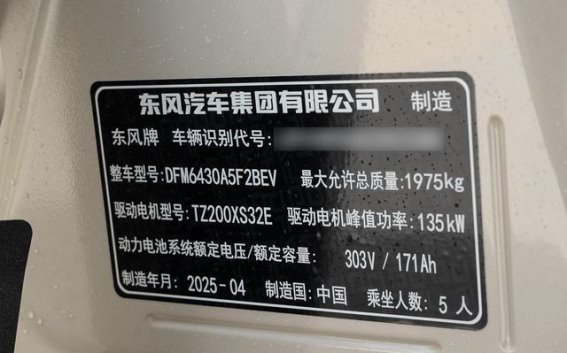 东风汽车集团有限公司 制造
东风牌 车辆识别代号:
整车型号:DFM6430A5F2BEV 最大允许总质量:1975kg
驱动电机型号:TZ200XS32E 驱动电机峰值功率:135kW
动力电池系统额定电压/额定容量: 303V / 171Ah
制造年月: 2025-04 制造国: 中国 乘坐人数: 5 人